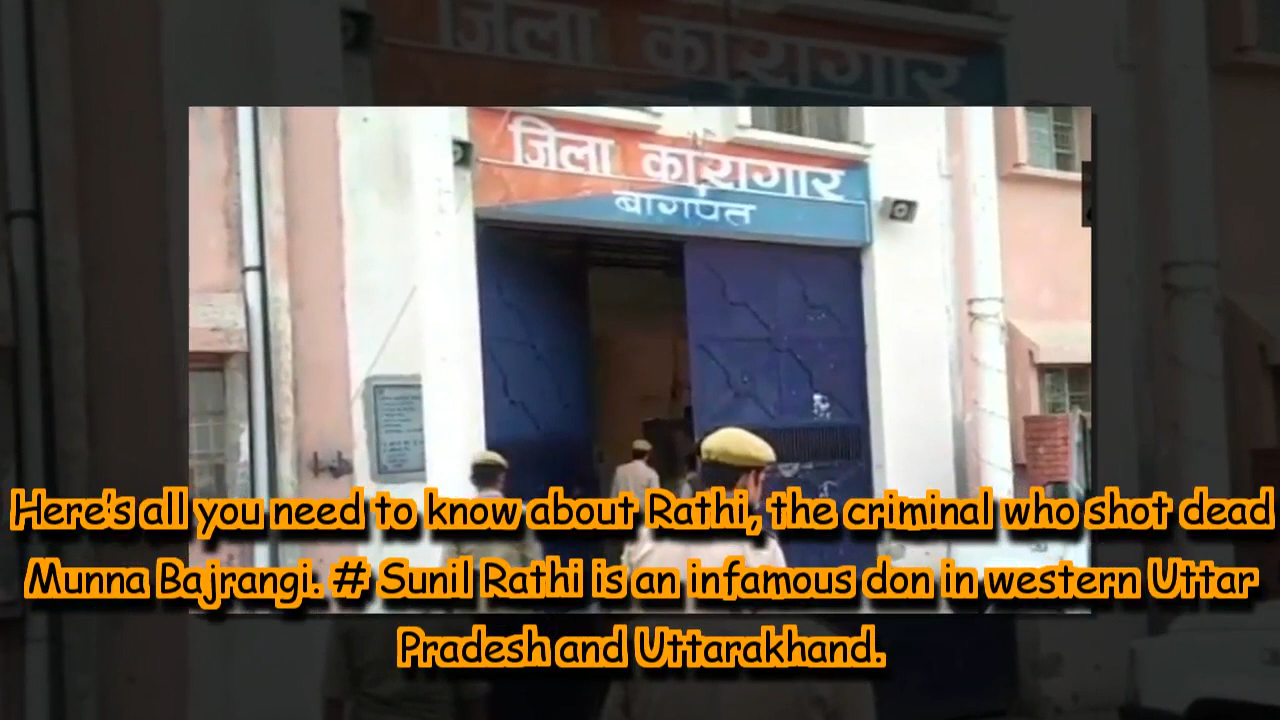 जिला कारागार
जिला कारागार
बागपत
Here's all you need to know about Rathi, the criminal who shot dead
Munna Bajrangi. # Sunil Rathi is an infamous don in western Uttar
Pradesh and Uttarakhand.